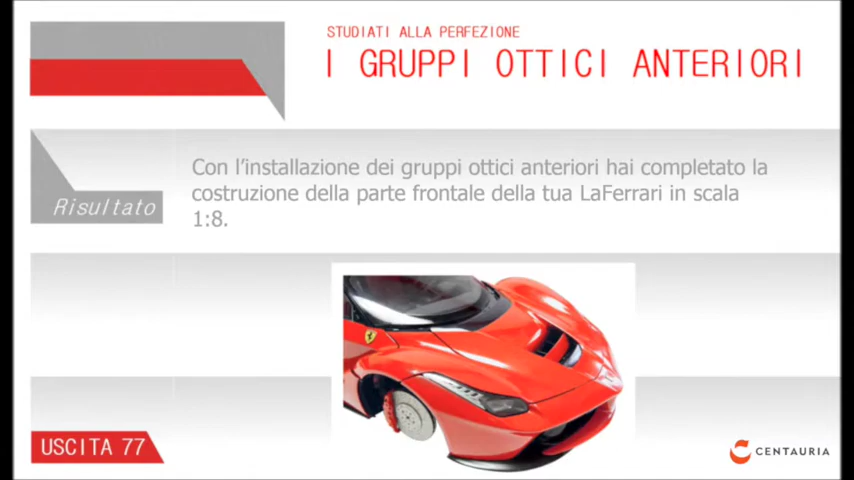 STUDIATI ALLA PERFEZIONE
I GRUPPI OTTICI ANTERIORI
Con l'installazione dei gruppi ottici anteriori hai completato la
costruzione della parte frontale della tua LaFerrari in scala
1:8.
Risultato
USCITA 77
CENTAURIA